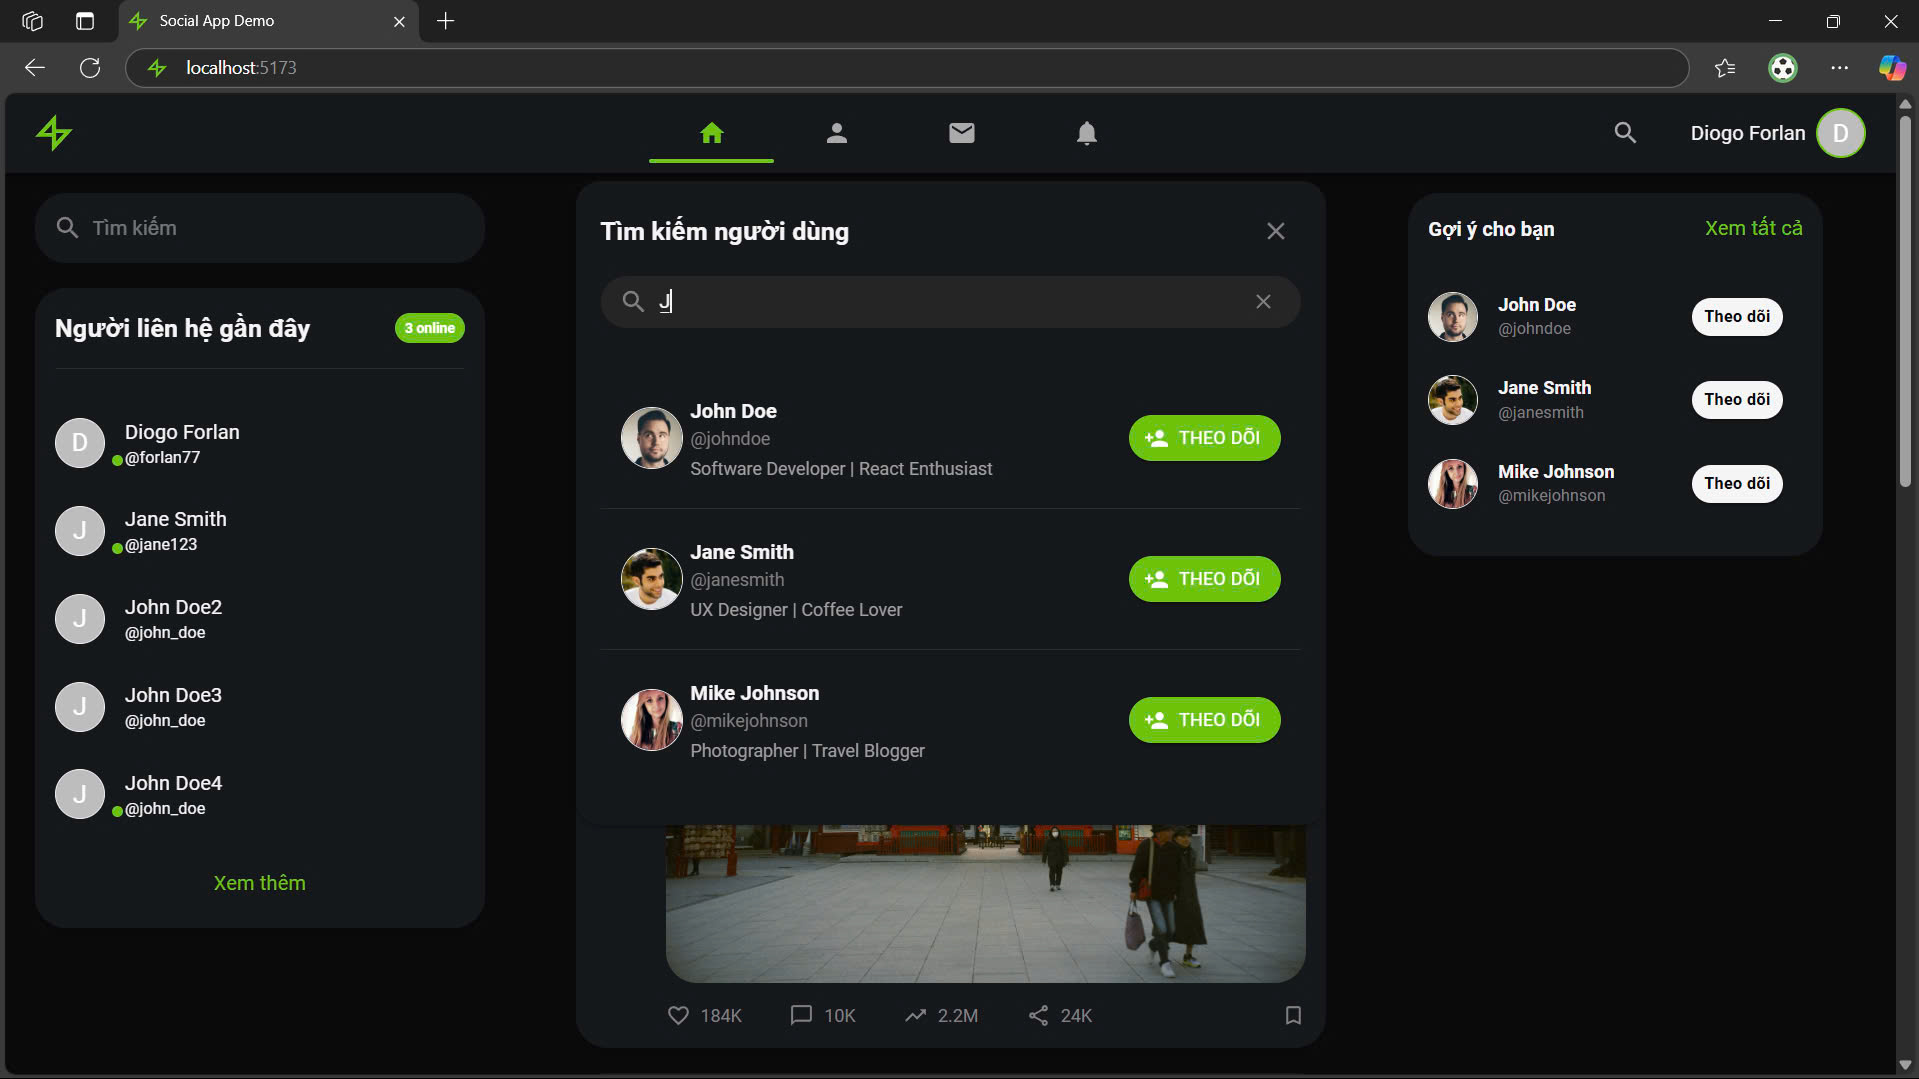 Social App Demo
localhost:5173
Diogo Forlan
D
Tìm kiếm
Người liên hệ gần đây
3 online
D
Diogo Forlan
@forlan77
J
Jane Smith
@jane123
J
John Doe2
@john_doe
J
John Doe3
@john_doe
J
John Doe4
@john_doe
Xem thêm
Tìm kiếm người dùng
J
John Doe
@johndoe
Software Developer | React Enthusiast
THEO DÕI
Jane Smith
@janesmith
UX Designer | Coffee Lover
THEO DÕI
Mike Johnson
@mikejohnson
Photographer | Travel Blogger
THEO DÕI
184K
10K
2.2M
24K
Gợi ý cho bạn
Xem tất cả
John Doe
@johndoe
Theo dõi
Jane Smith
@janesmith
Theo dõi
Mike Johnson
@mikejohnson
Theo dõi